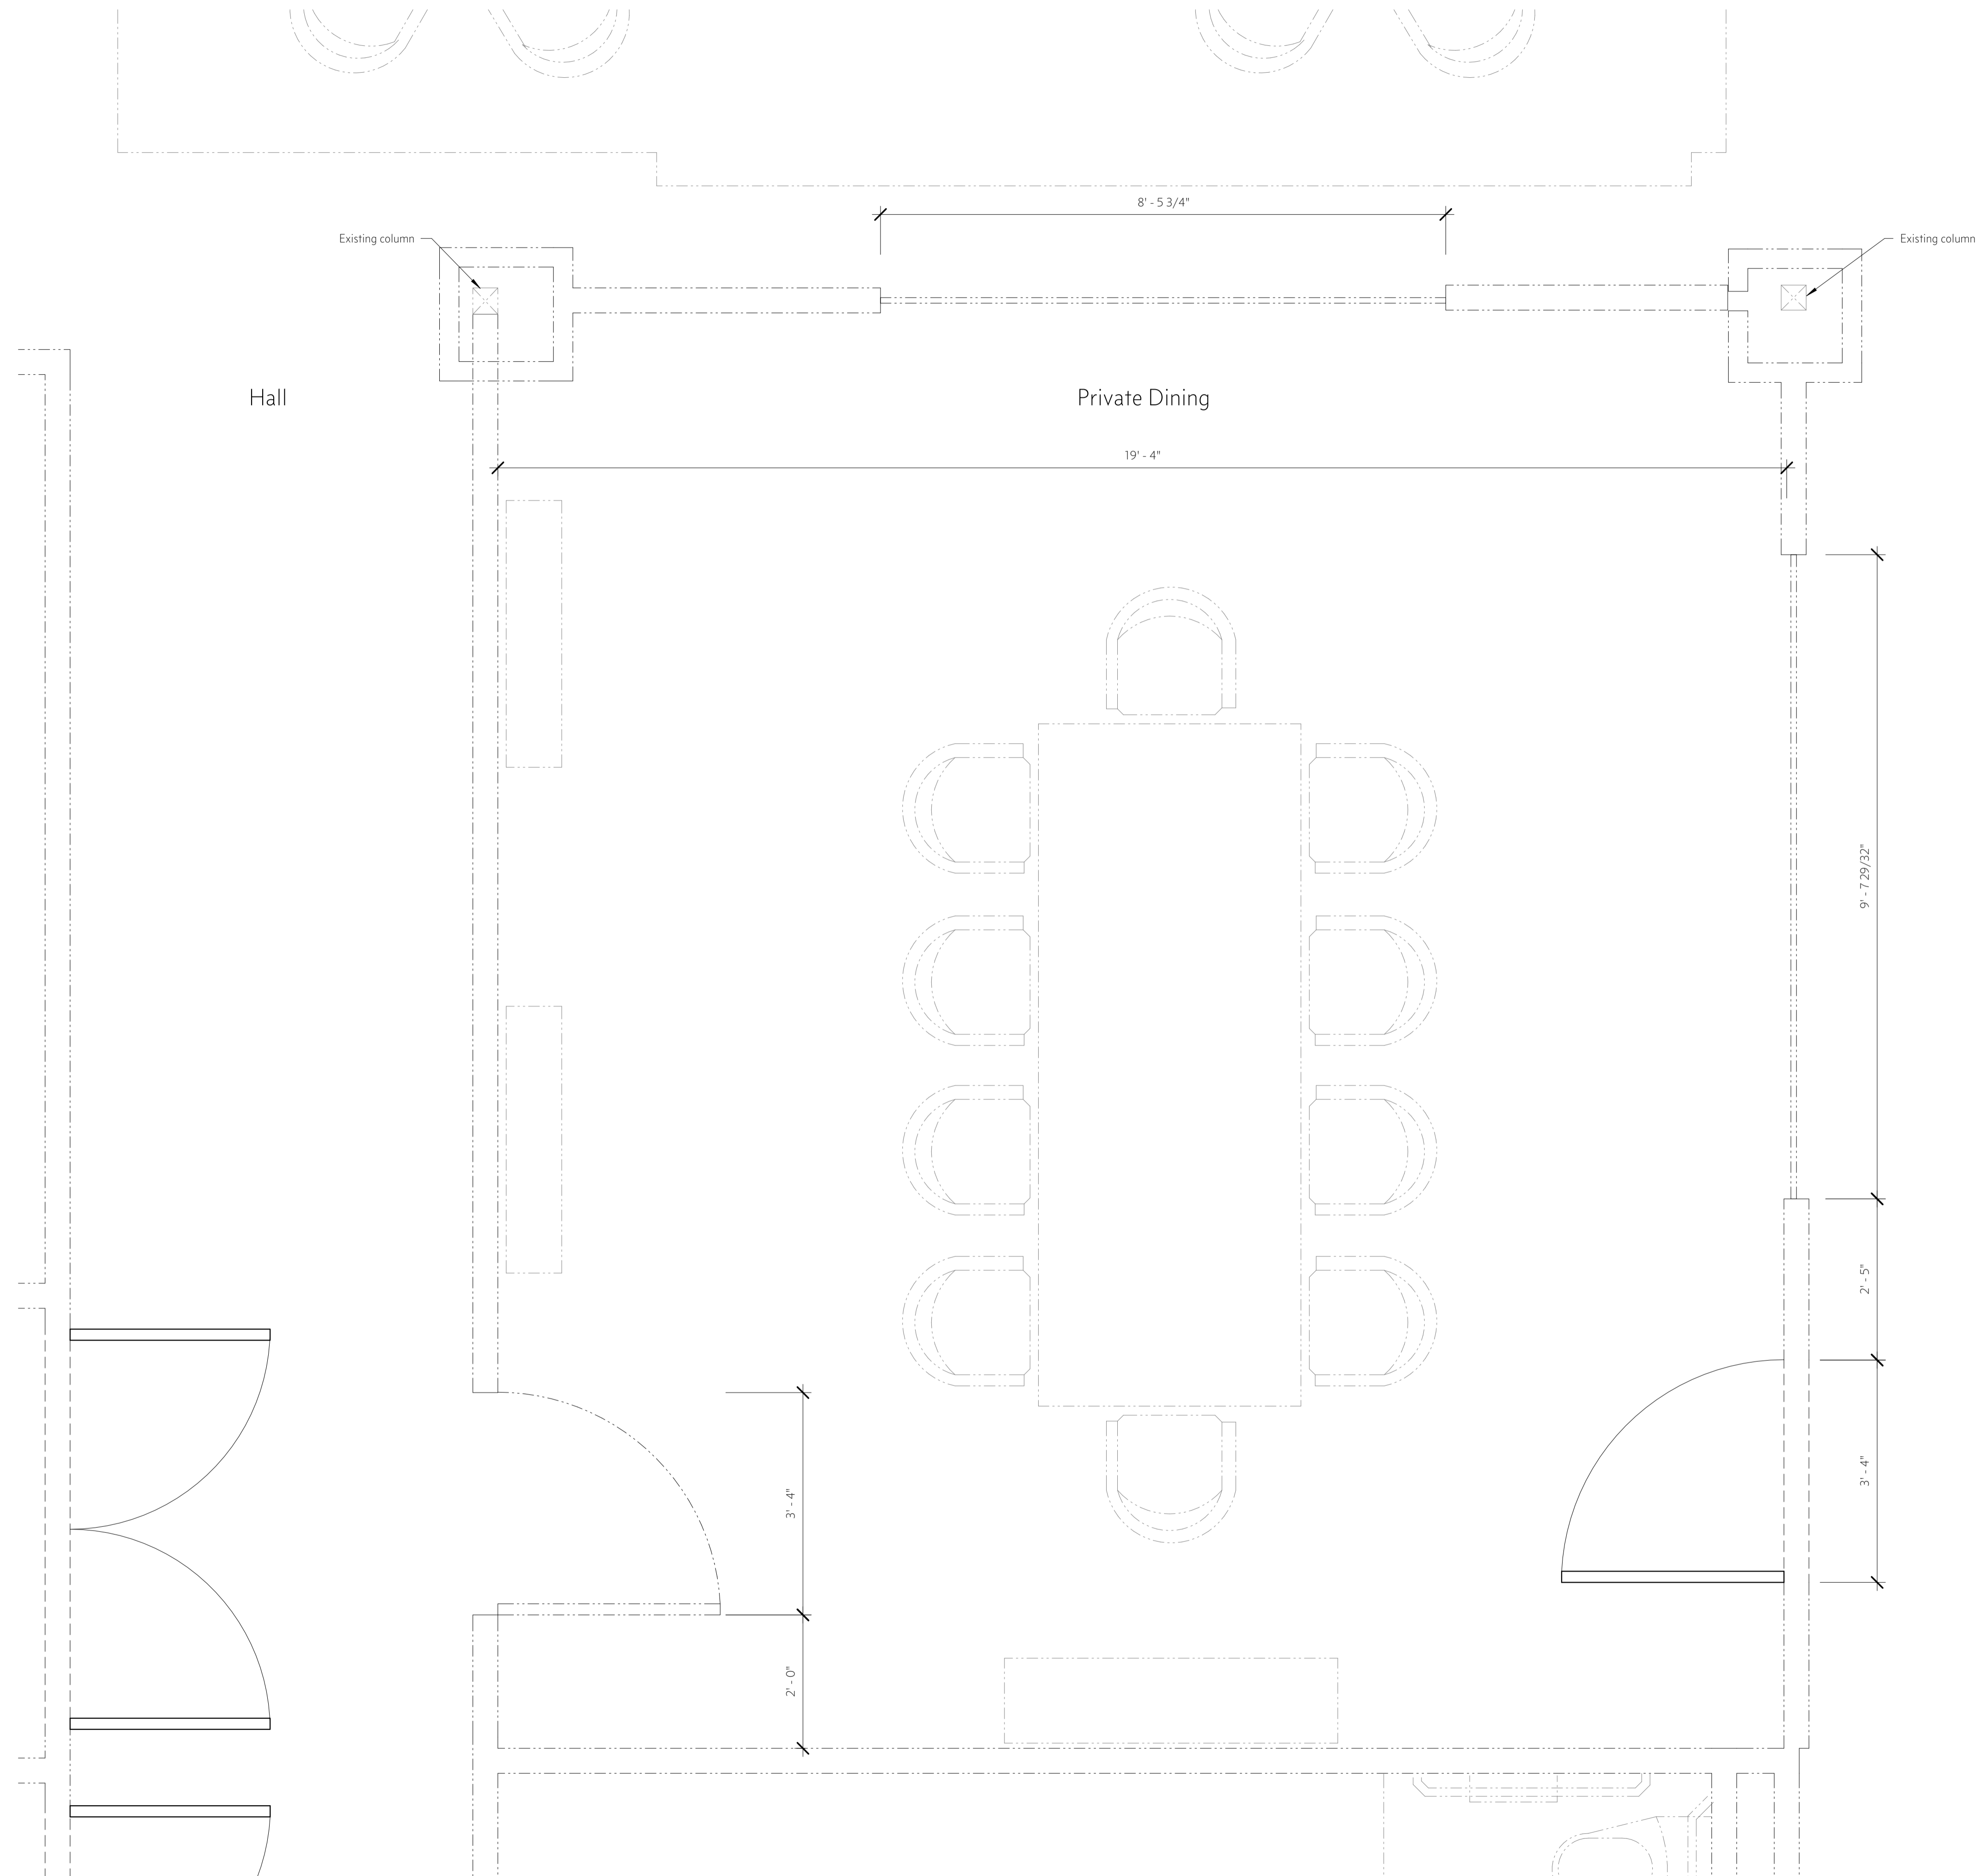 8' - 5 3/4"
Existing column
Existing column
Hall
Private Dining
19' - 4"
9' - 7 29/32"
2' - 5"
3' - 4"
3' - 4"
2' - 0"